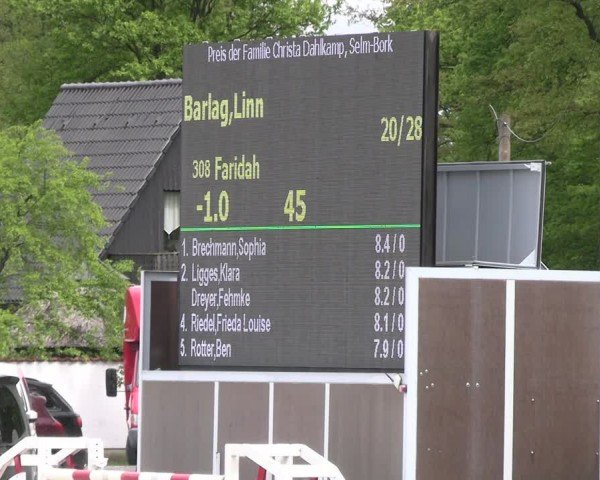 Preis der Familie Christa Dahlkamp, Selm-Bork
Barlag,Linn
20/28
308 Faridah
-1.0 45
1. Brechmann,Sophia 8.4/0
2. Ligges,Klara 8.2/0
Dreyer,Fehmke 8.2/0
4. Riedel,Frieda Louise 8.1/0
5. Rotter,Ben 7.9/0